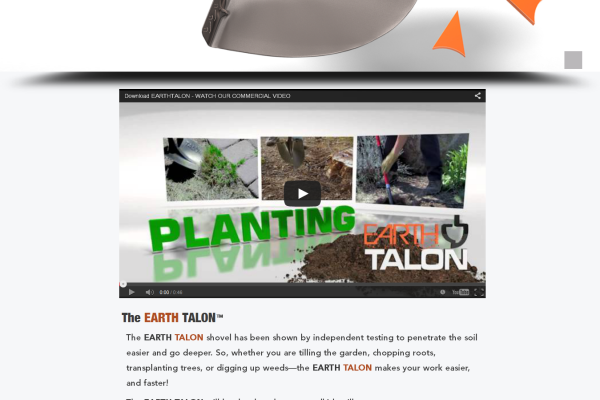 Download EARTHTALON - WATCH OUR COMMERCIAL VIDEO
PLANTING
EARTH
TALON
0:00 / 0:46
YouTube
The EARTH TALON™
The EARTH TALON shovel has been shown by independent testing to penetrate the soil
easier and go deeper. So, whether you are tilling the garden, chopping roots,
transplanting trees, or digging up weeds—the EARTH TALON makes your work easier,
and faster!